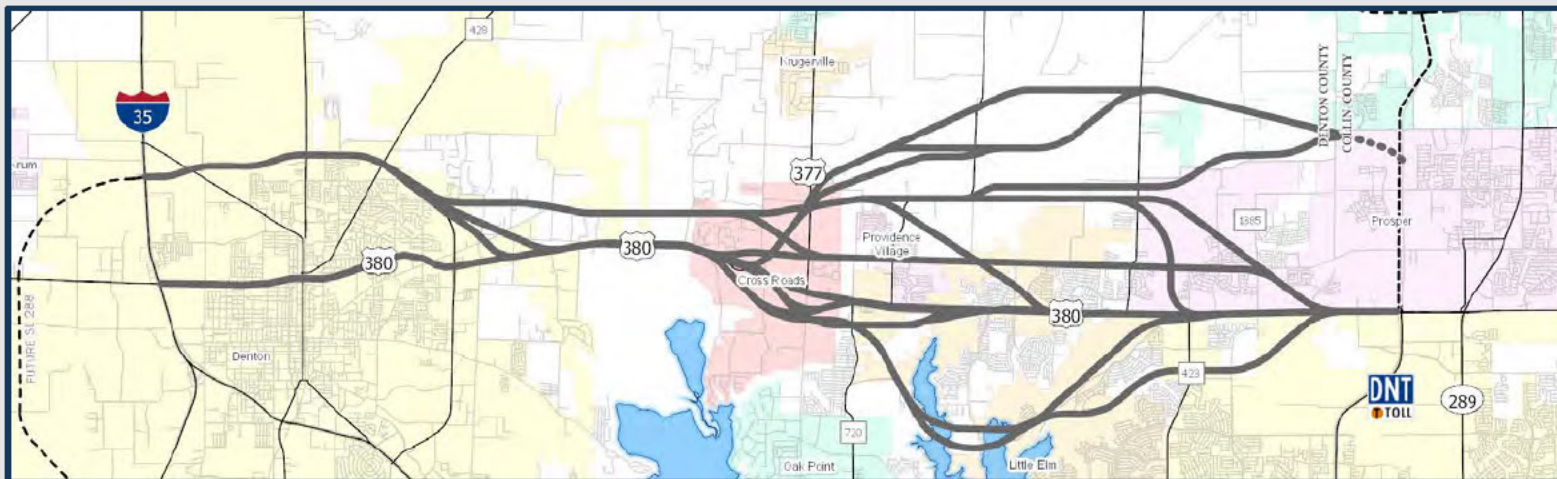 428
Krugerville
35
DENTON COUNTY
COLLIN COUNTY
rum
377
1385
Prosper
380
380
Providence
Village
Cross Roads
380
FUTURE SL 288
Denton
423
DNT
T TOLL
289
720
Oak Point
Little Elm